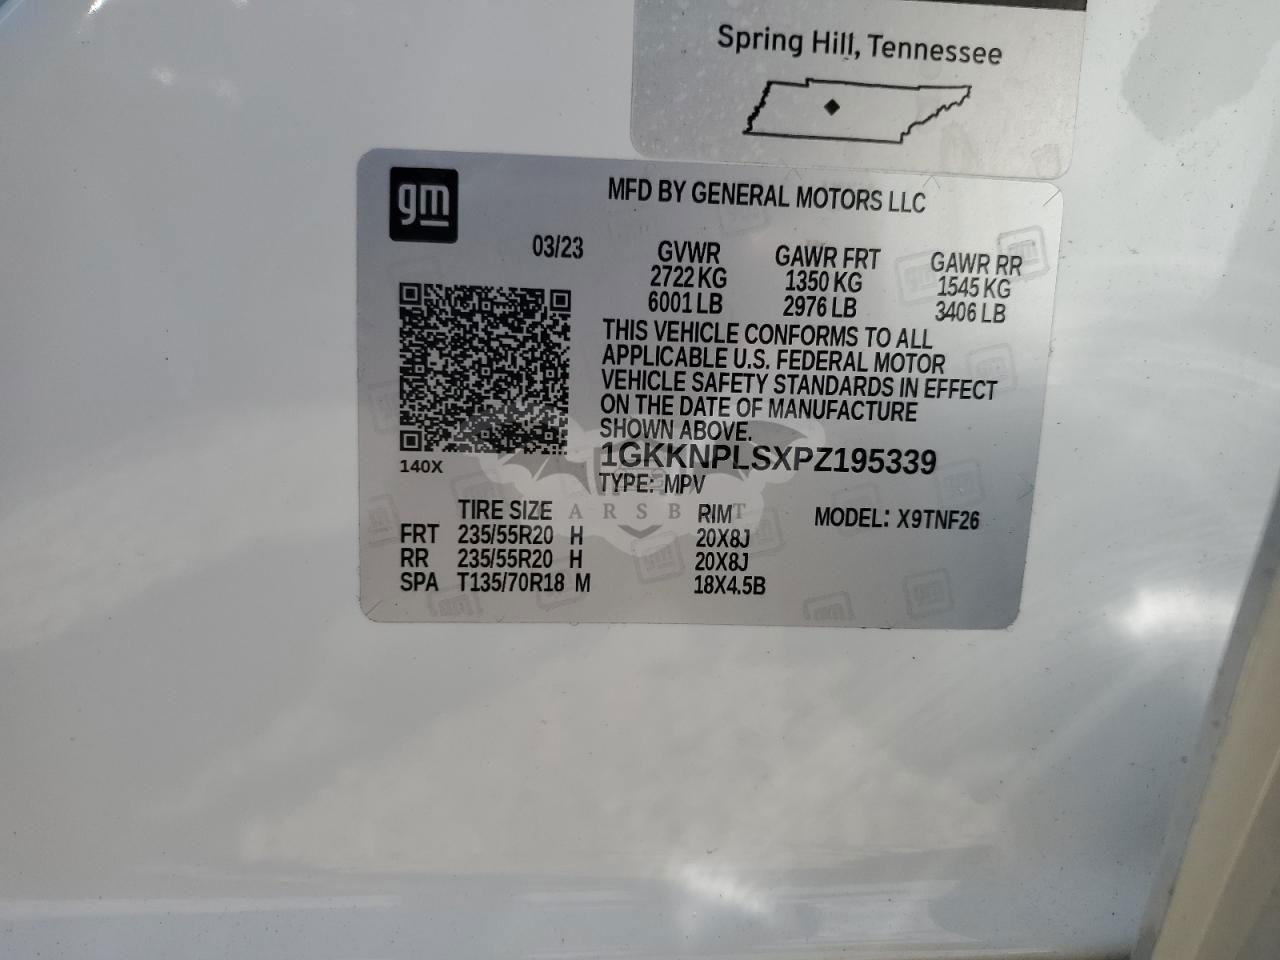 Spring Hill, Tennessee
gm
MFD BY GENERAL MOTORS LLC
03/23
GVWR GAWR FRT GAWR RR
2722 KG 1350 KG 1545 KG
6001 LB 2976 LB 3406 LB
THIS VEHICLE CONFORMS TO ALL
APPLICABLE U.S. FEDERAL MOTOR
VEHICLE SAFETY STANDARDS IN EFFECT
ON THE DATE OF MANUFACTURE
SHOWN ABOVE.
1GKKNPLSXPZ195339
140X
TYPE: MPV
TIRE SIZE RIM MODEL: X9TNF26
FRT 235/55R20 H 20X8J
RR 235/55R20 H 20X8J
SPA T135/70R18 M 18X4.5B